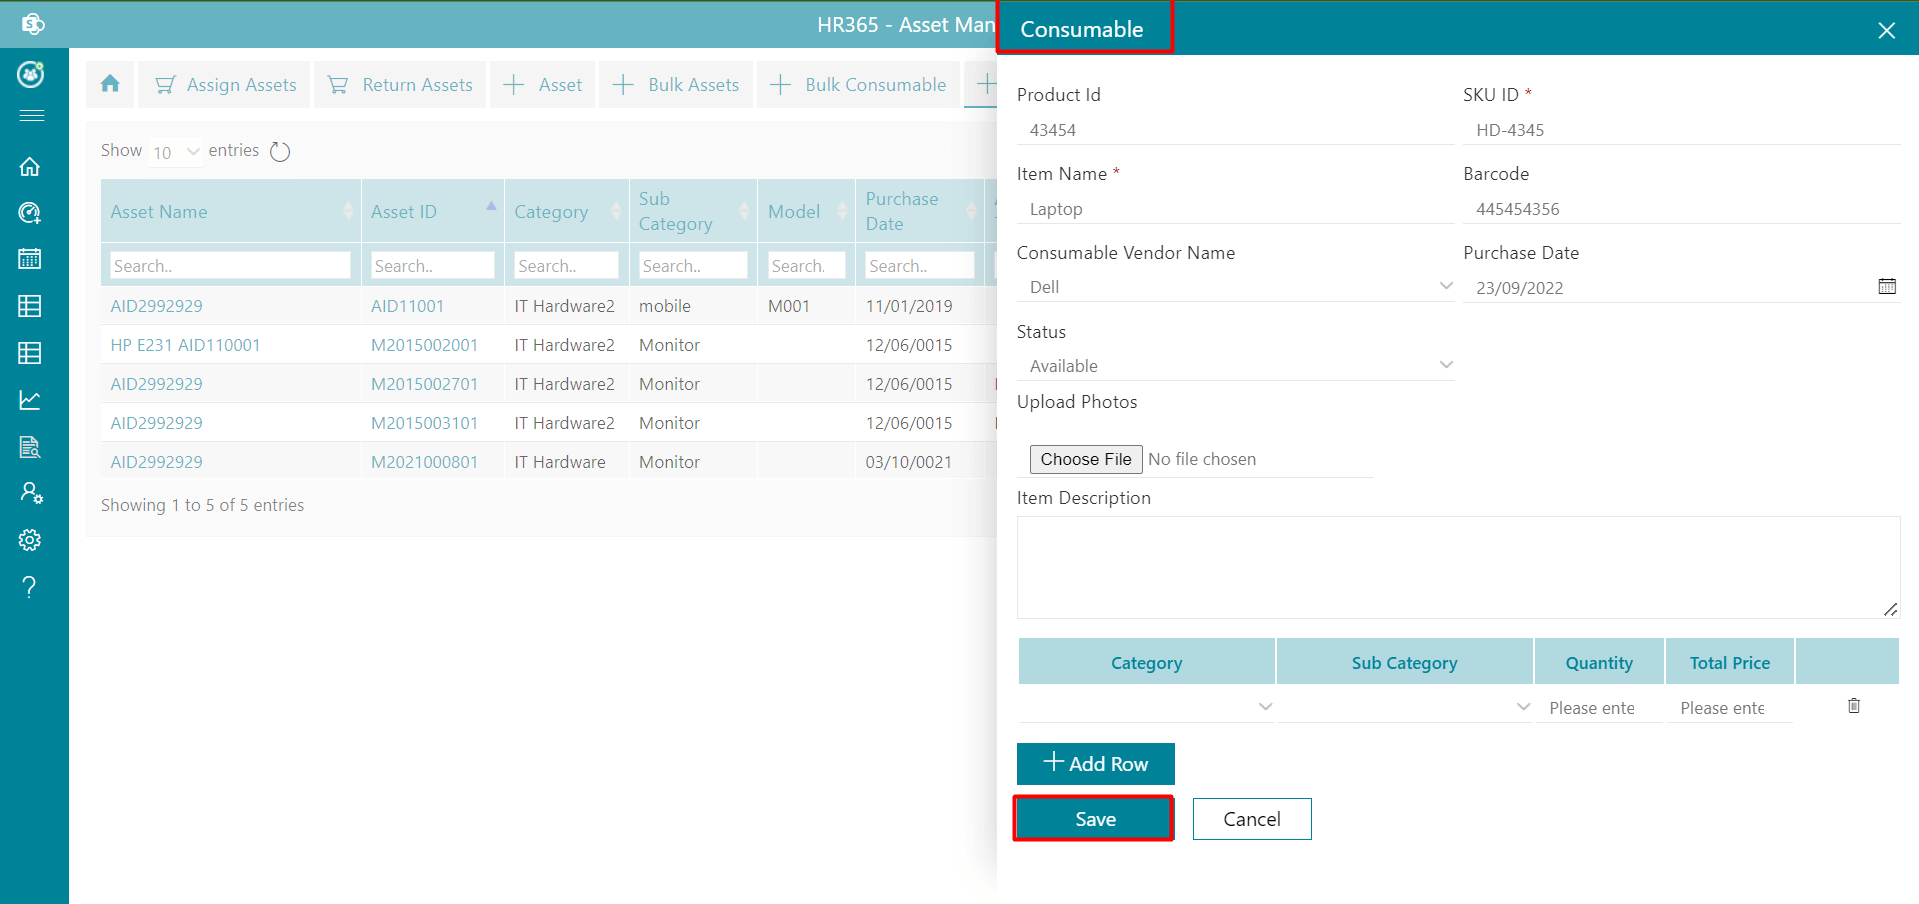 HR365 - Asset Man
Consumable
Assign Assets
Return Assets
Asset
Bulk Assets
Bulk Consumable
Show 10 entries
Asset Name
Asset ID
Category
Sub Category
Model
Purchase Date
Search..
Search..
Search..
Search..
Search.
Search..
AID2992929 AID11001 IT Hardware2 mobile M001 11/01/2019
HP E231 AID110001 M2015002001 IT Hardware2 Monitor 12/06/0015
AID2992929 M2015002701 IT Hardware2 Monitor 12/06/0015
AID2992929 M2015003101 IT Hardware2 Monitor 12/06/0015
AID2992929 M2021000801 IT Hardware Monitor 03/10/0021
Showing 1 to 5 of 5 entries
Product Id
43454
SKU ID *
HD-4345
Item Name *
Laptop
Barcode
445454356
Consumable Vendor Name
Dell
Purchase Date
23/09/2022
Status
Available
Upload Photos
Choose File No file chosen
Item Description
Category Sub Category Quantity Total Price
Please ente Please ente
Add Row
Save
Cancel